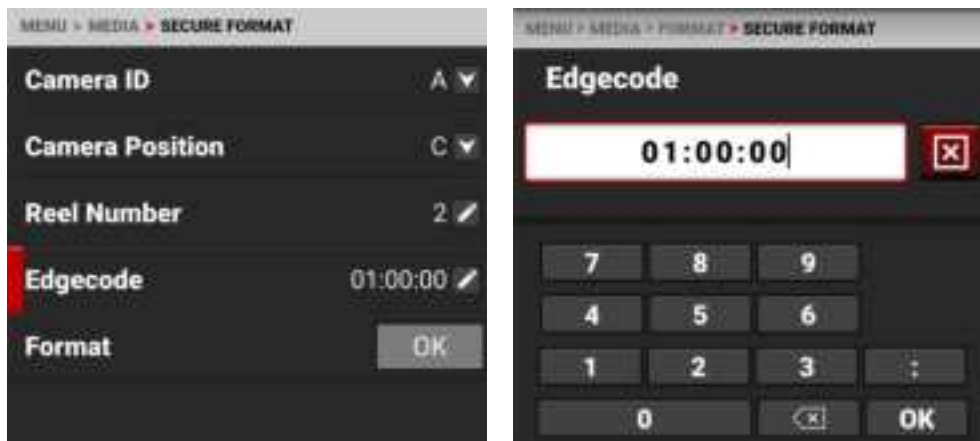 MENU > MEDIA > SECURE FORMAT
Camera ID A
Camera Position C
Reel Number 2
Edgecode 01:00:00
Format OK
MENU > MEDIA > FORMAT > SECURE FORMAT
Edgecode
01:00:00
7 8 9
4 5 6
1 2 3 :
0 OK